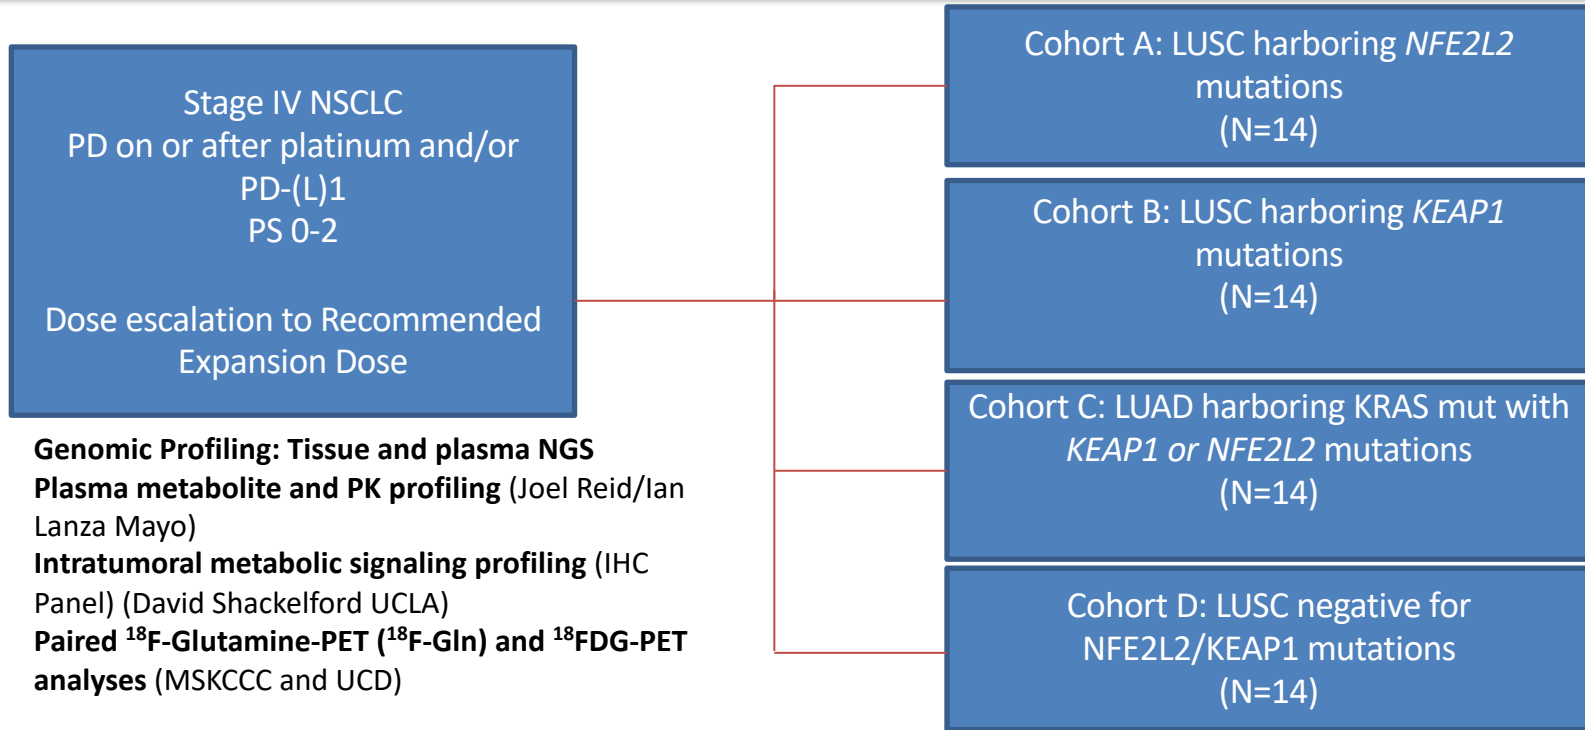 Stage IV NSCLC
PD on or after platinum and/or
PD-(L)1
PS 0-2
Dose escalation to Recommended
Expansion Dose
Genomic Profiling: Tissue and plasma NGS
Plasma metabolite and PK profiling (Joel Reid/Ian
Lanza Mayo)
Intratumoral metabolic signaling profiling (IHC
Panel) (David Shackelford UCLA)
Paired ¹⁸F-Glutamine-PET (¹⁸F-Gln) and ¹⁸FDG-PET
analyses (MSKCCC and UCD)
Cohort A: LUSC harboring NFE2L2
mutations
(N=14)
Cohort B: LUSC harboring KEAP1
mutations
(N=14)
Cohort C: LUAD harboring KRAS mut with
KEAP1 or NFE2L2 mutations
(N=14)
Cohort D: LUSC negative for
NFE2L2/KEAP1 mutations
(N=14)